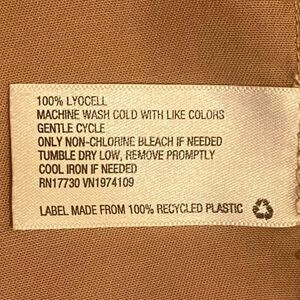 100% LYOCELL
MACHINE WASH COLD WITH LIKE COLORS
GENTLE CYCLE
ONLY NON-CHLORINE BLEACH IF NEEDED
TUMBLE DRY LOW, REMOVE PROMPTLY
COOL IRON IF NEEDED
RN17730 VN1974109
LABEL MADE FROM 100% RECYCLED PLASTIC